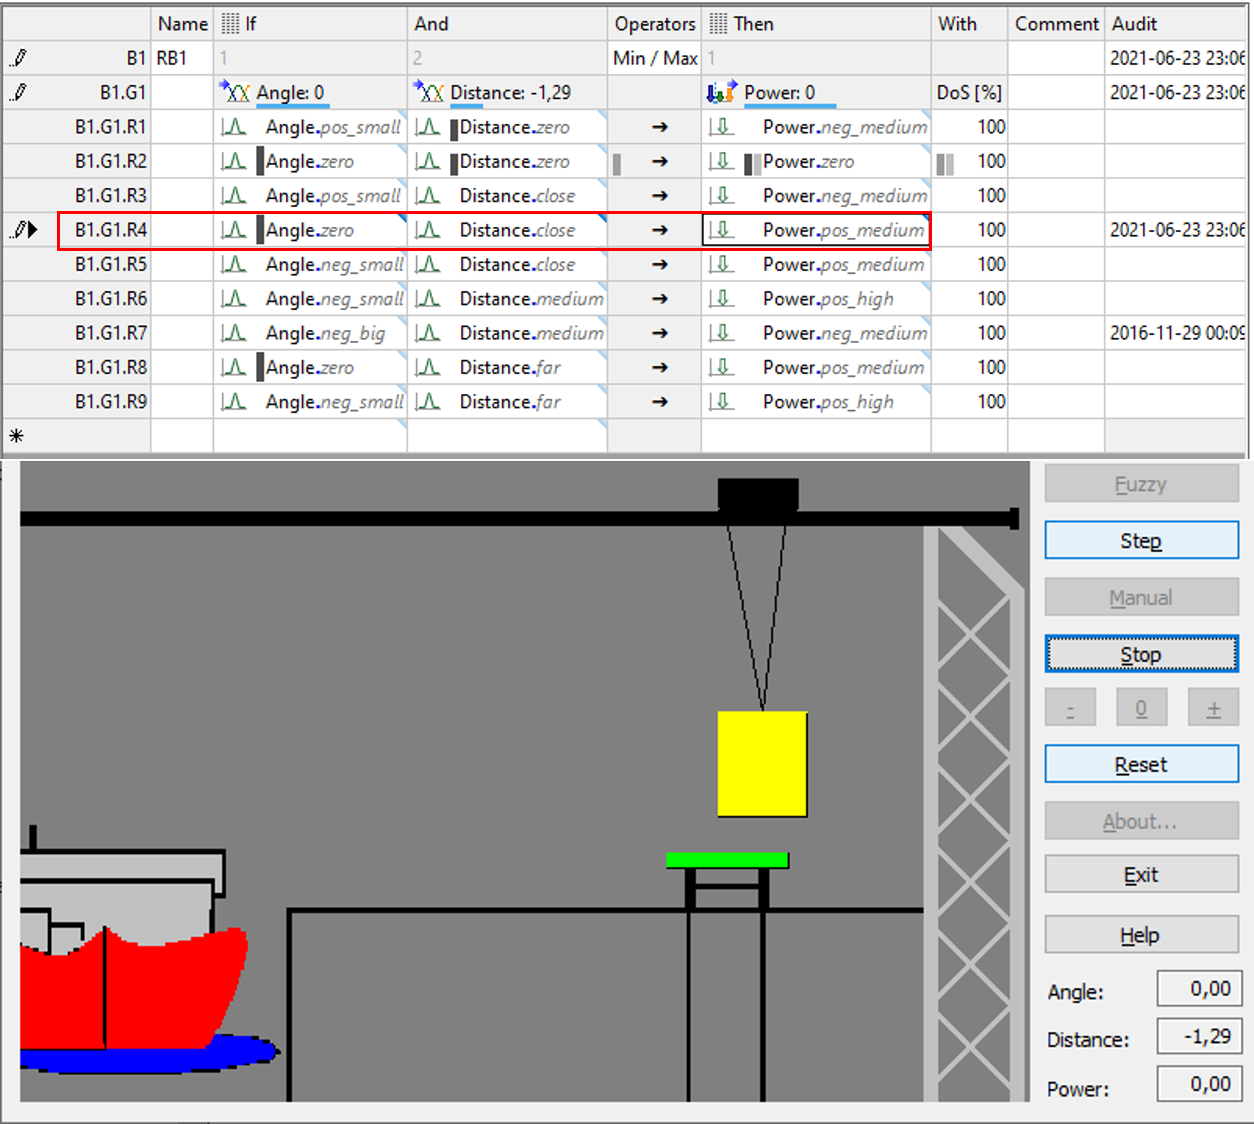 Name If And Operators Then With Comment Audit
B1 RB1 1 2 Min / Max 1 2021-06-23 23:06
B1.G1 Angle: 0 Distance: -1,29 Power: 0 DoS [%] 2021-06-23 23:06
B1.G1.R1 Angle.pos_small Distance.zero → Power.neg_medium 100
B1.G1.R2 Angle.zero Distance.zero → Power.zero 100
B1.G1.R3 Angle.pos_small Distance.close → Power.neg_medium 100
B1.G1.R4 Angle.zero Distance.close → Power.pos_medium 100 2021-06-23 23:06
B1.G1.R5 Angle.neg_small Distance.close → Power.pos_medium 100
B1.G1.R6 Angle.neg_small Distance.medium → Power.pos_high 100
B1.G1.R7 Angle.neg_big Distance.medium → Power.neg_medium 100 2016-11-29 00:09
B1.G1.R8 Angle.zero Distance.far → Power.pos_medium 100
B1.G1.R9 Angle.neg_small Distance.far → Power.pos_high 100
*
Fuzzy
Step
Manual
Stop
- 0 +
Reset
About...
Exit
Help
Angle: 0,00
Distance: -1,29
Power: 0,00